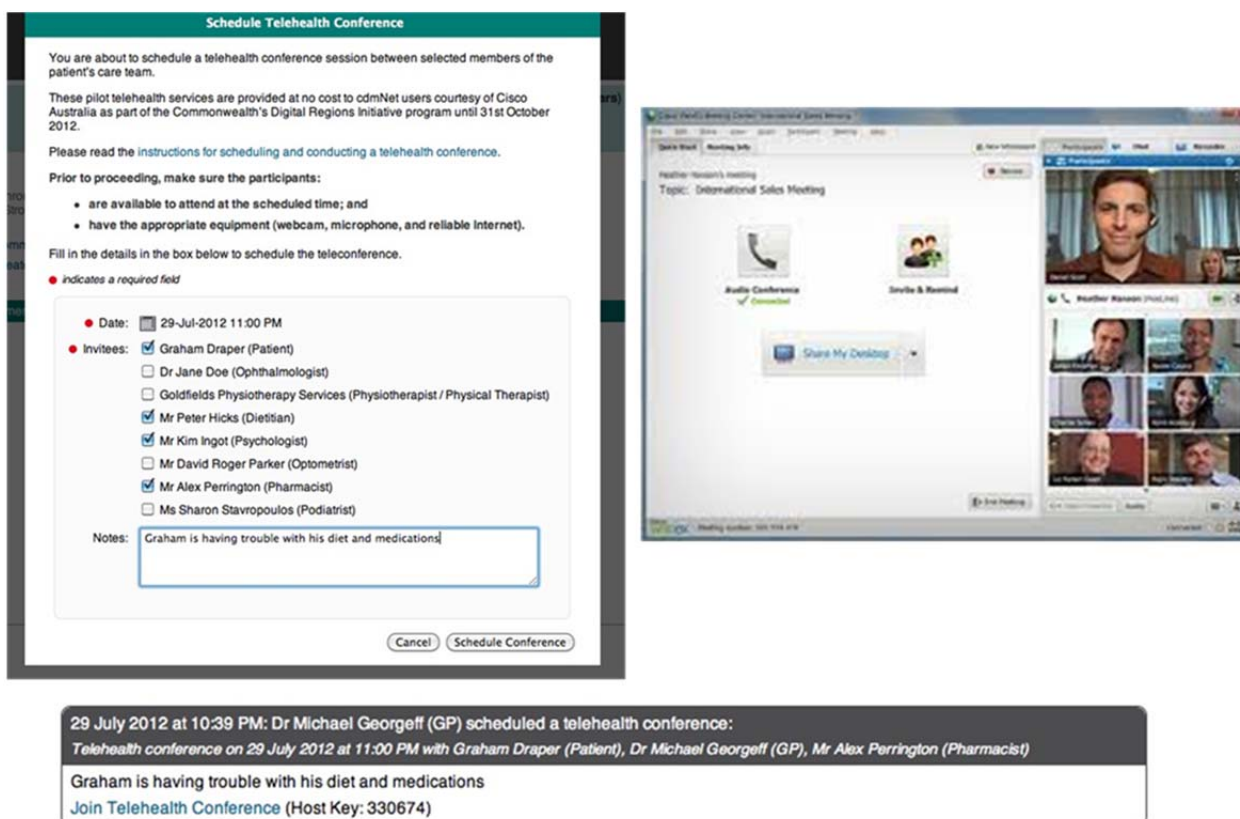 Schedule Telehealth Conference
You are about to schedule a telehealth conference session between selected members of the
patient's care team.
These pilot telehealth services are provided at no cost to cdmNet users courtesy of Cisco
Australia as part of the Commonwealth's Digital Regions Initiative program until 31st October
2012.
Please read the instructions for scheduling and conducting a telehealth conference.
Prior to proceeding, make sure the participants:
• are available to attend at the scheduled time; and
• have the appropriate equipment (webcam, microphone, and reliable Internet).
Fill in the details in the box below to schedule the teleconference.
indicates a required field
Date: 29-Jul-2012 11:00 PM
Invitees: Graham Draper (Patient)
Dr Jane Doe (Ophthalmologist)
Goldfields Physiotherapy Services (Physiotherapist / Physical Therapist)
Mr Peter Hicks (Dietitian)
Mr Kim Ingot (Psychologist)
Mr David Roger Parker (Optometrist)
Mr Alex Perrington (Pharmacist)
Ms Sharon Stavropoulos (Podiatrist)
Notes: Graham is having trouble with his diet and medications
Cancel Schedule Conference
Quick Start Meeting Info
Heather Hanson's meeting
Topic: International Sales Meeting
Audio Conference
Connected
Invite & Remind
Share My Desktop
End Meeting
Participants
29 July 2012 at 10:39 PM: Dr Michael Georgeff (GP) scheduled a telehealth conference:
Telehealth conference on 29 July 2012 at 11:00 PM with Graham Draper (Patient), Dr Michael Georgeff (GP), Mr Alex Perrington (Pharmacist)
Graham is having trouble with his diet and medications
Join Telehealth Conference (Host Key: 330674)